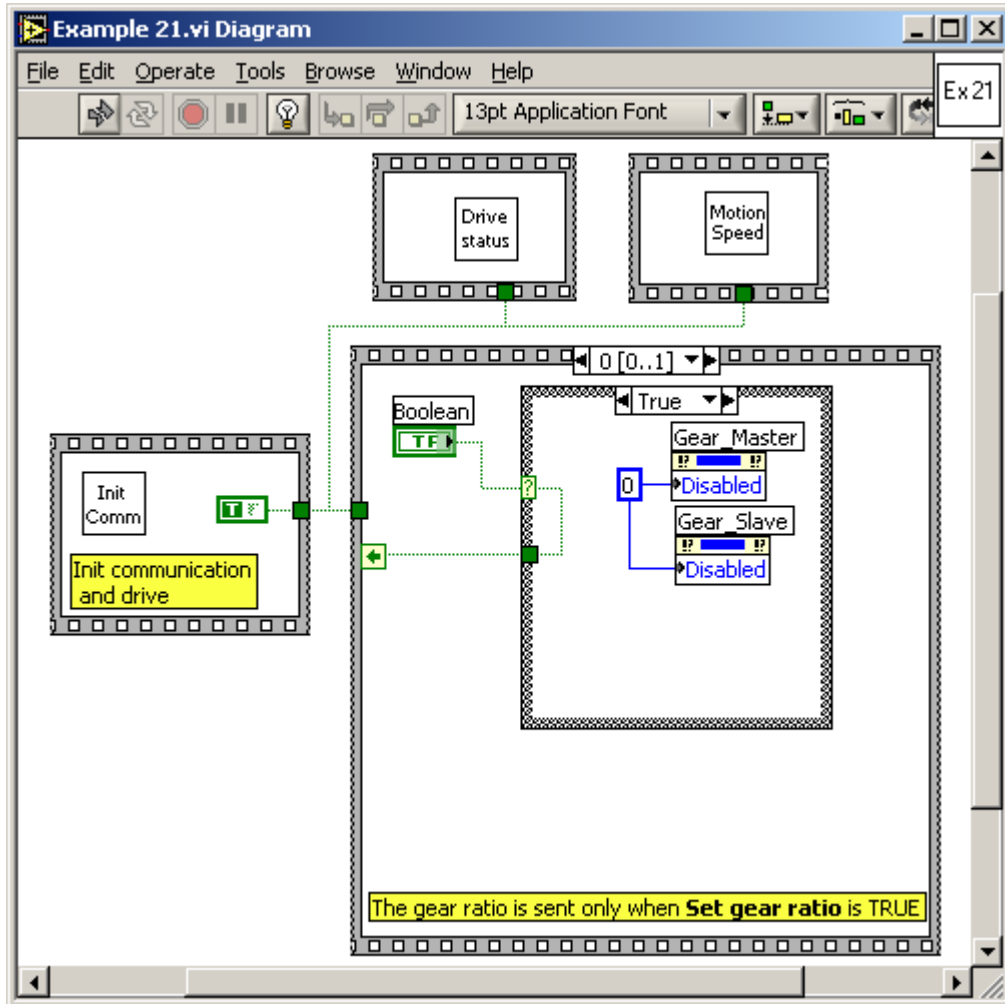 Example 21.vi Diagram
File Edit Operate Tools Browse Window Help
Ex 21
13pt Application Font
Drive
status
Motion
Speed
0 [0..1]
True
Boolean
TF
Gear_Master
!? !?
0
Disabled
Gear_Slave
!? !?
Disabled
?
Init
Comm
T
Init communication
and drive
The gear ratio is sent only when Set gear ratio is TRUE